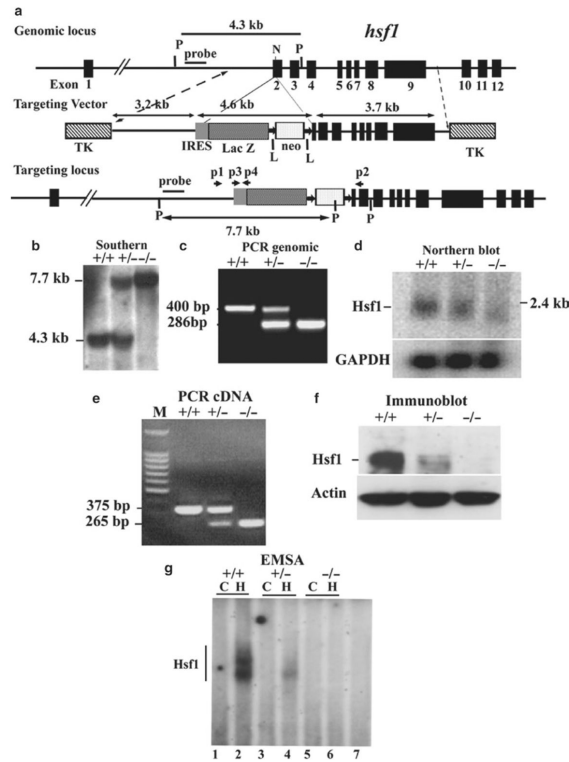 a
4.3 kb
Genomic locus
hsf1
P
probe
N
P
Exon 1
2 3 4 5 6 7 8 9 10 11 12
Targeting Vector
3.2 kb
4.6 kb
3.7 kb
TK
IRES
Lac Z
L
neo
L
TK
Targeting locus
probe
p1
p3
p4
p2
P
P
P
7.7 kb
b
Southern
+/+ +/– –/–
7.7 kb
4.3 kb
c
PCR genomic
+/+ +/– –/–
400 bp
286bp
d
Northern blot
+/+ +/– –/–
Hsf1
2.4 kb
GAPDH
e
PCR cDNA
M +/+ +/– –/–
375 bp
265 bp
f
Immunoblot
+/+ +/– –/–
Hsf1
Actin
g
EMSA
+/+ +/– –/–
C H C H C H
Hsf1
1 2 3 4 5 6 7